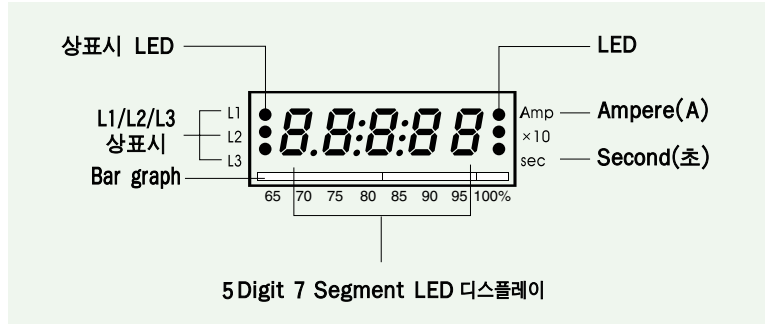 상표시 LED
LED
L1/L2/L3
상표시
L1
L2
L3
8.8:8:8 8
Amp
×10
sec
Ampere(A)
Second(초)
Bar graph
65 70 75 80 85 90 95 100%
5 Digit 7 Segment LED 디스플레이